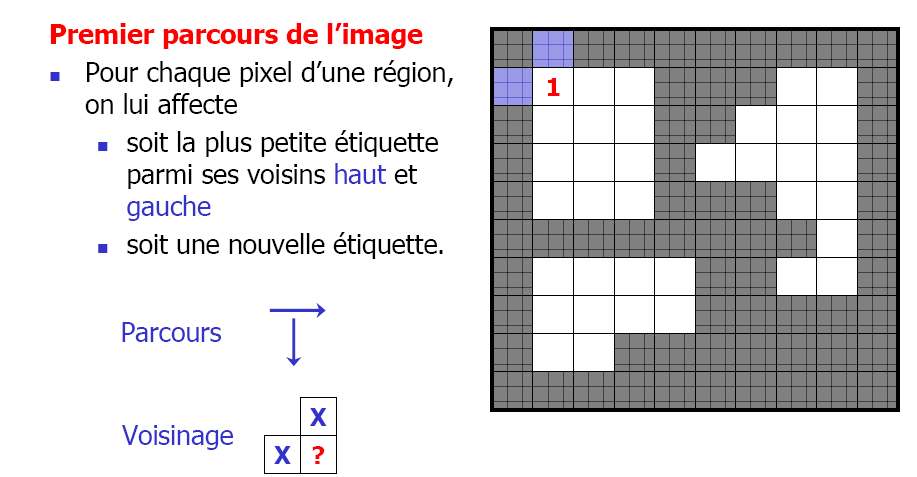 Premier parcours de l’image
Pour chaque pixel d’une région,
on lui affecte
soit la plus petite étiquette
parmi ses voisins haut et
gauche
soit une nouvelle étiquette.
Parcours
Voisinage
X
X ?
1